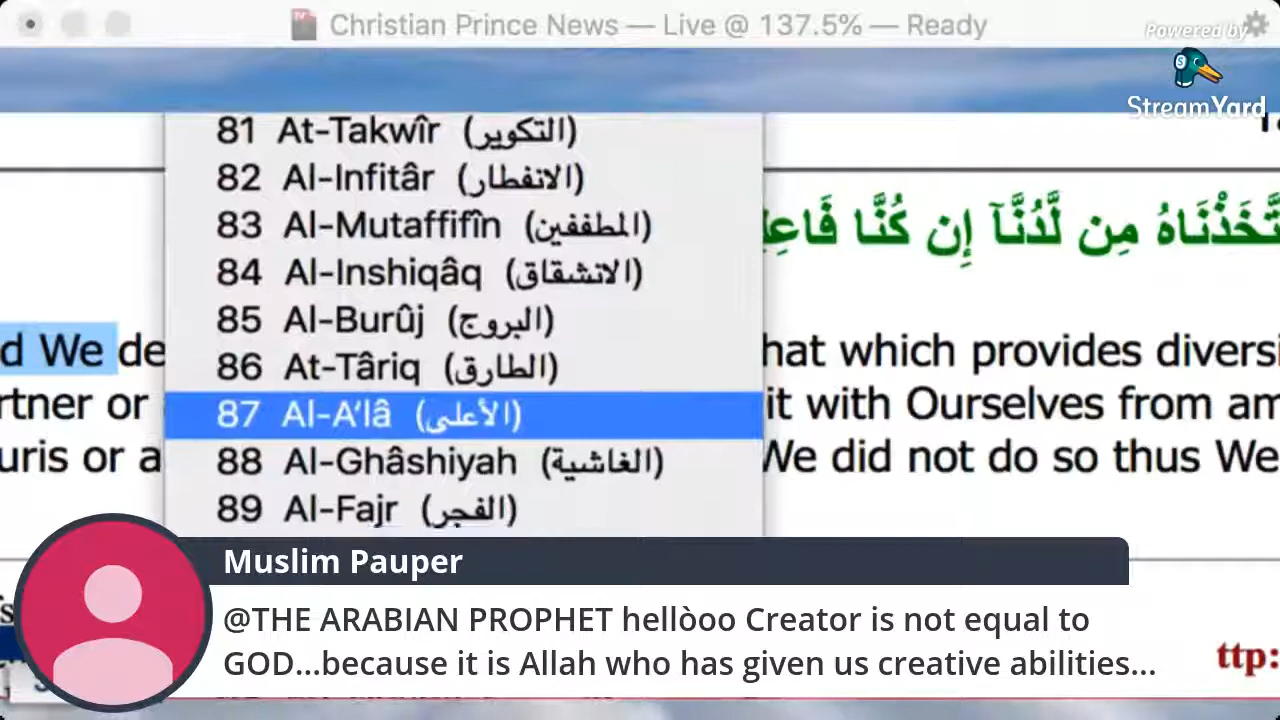 Christian Prince News — Live @ 137.5% — Ready
Powered by
StreamYard
81 At-Takwîr (التكوير)
82 Al-Infitâr (الانفطار)
83 Al-Mutaffifîn (المطففين)
84 Al-Inshiqâq (الانشقاق)
85 Al-Burûj (البروج)
86 At-Târiq (الطارق)
87 Al-A'lâ (الأعلى)
88 Al-Ghâshiyah (الغاشية)
89 Al-Fajr (الفجر)
تَّخَذْنَاهُ مِن لَّدُنَّآ إِن كُنَّا فَاعِلِ
d We de hat which provides diversi
rtner or it with Ourselves from am
uris or a We did not do so thus We
Muslim Pauper
@THE ARABIAN PROPHET hellòoo Creator is not equal to
GOD...because it is Allah who has given us creative abilities...
ttp: